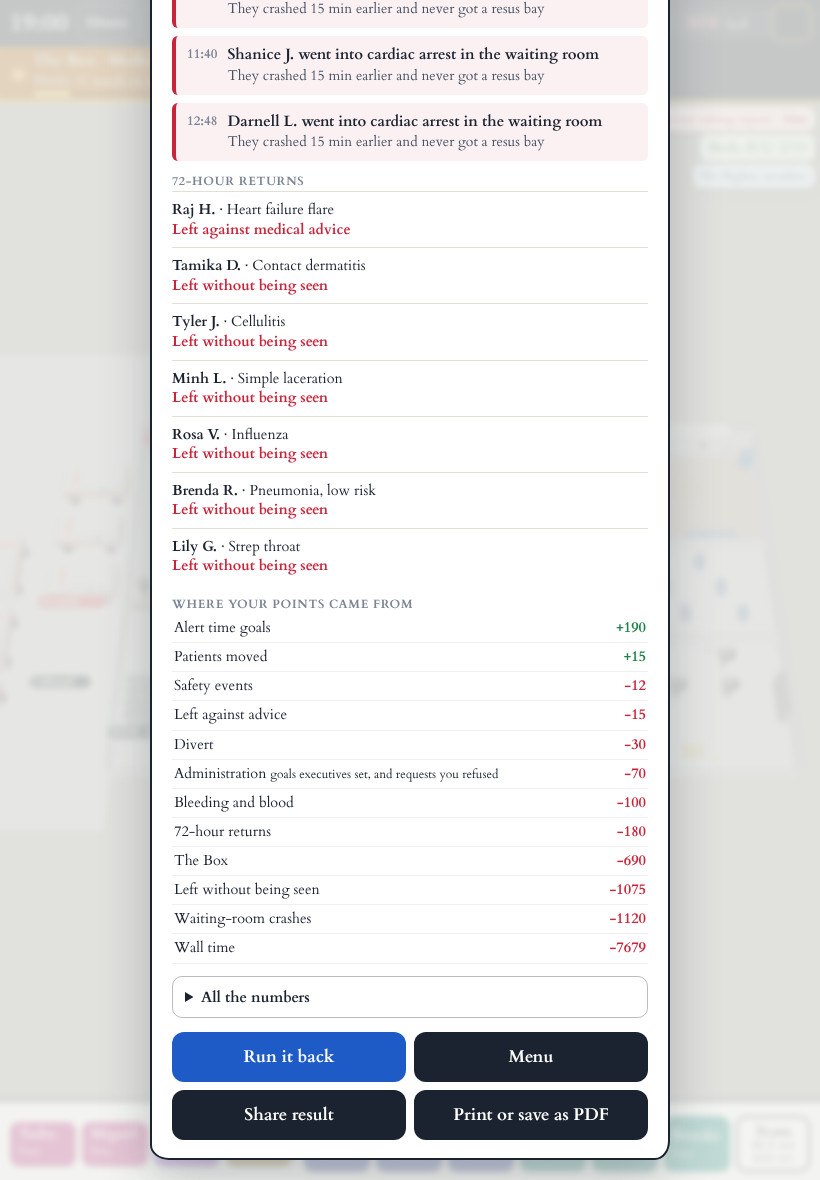 They crashed 15 min earlier and never got a resus bay
11:40 Shanice J. went into cardiac arrest in the waiting room
They crashed 15 min earlier and never got a resus bay
12:48 Darnell L. went into cardiac arrest in the waiting room
They crashed 15 min earlier and never got a resus bay
72-HOUR RETURNS
Raj H. · Heart failure flare
Left against medical advice
Tamika D. · Contact dermatitis
Left without being seen
Tyler J. · Cellulitis
Left without being seen
Minh L. · Simple laceration
Left without being seen
Rosa V. · Influenza
Left without being seen
Brenda R. · Pneumonia, low risk
Left without being seen
Lily G. · Strep throat
Left without being seen
WHERE YOUR POINTS CAME FROM
Alert time goals +190
Patients moved +15
Safety events −12
Left against advice −15
Divert −30
Administration goals executives set, and requests you refused −70
Bleeding and blood −100
72-hour returns −180
The Box −690
Left without being seen −1075
Waiting-room crashes −1120
Wall time −7679
▶ All the numbers
Run it back
Menu
Share result
Print or save as PDF